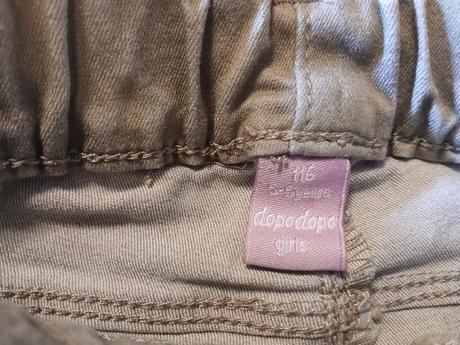 116
5-6 years
dopodopo
girls